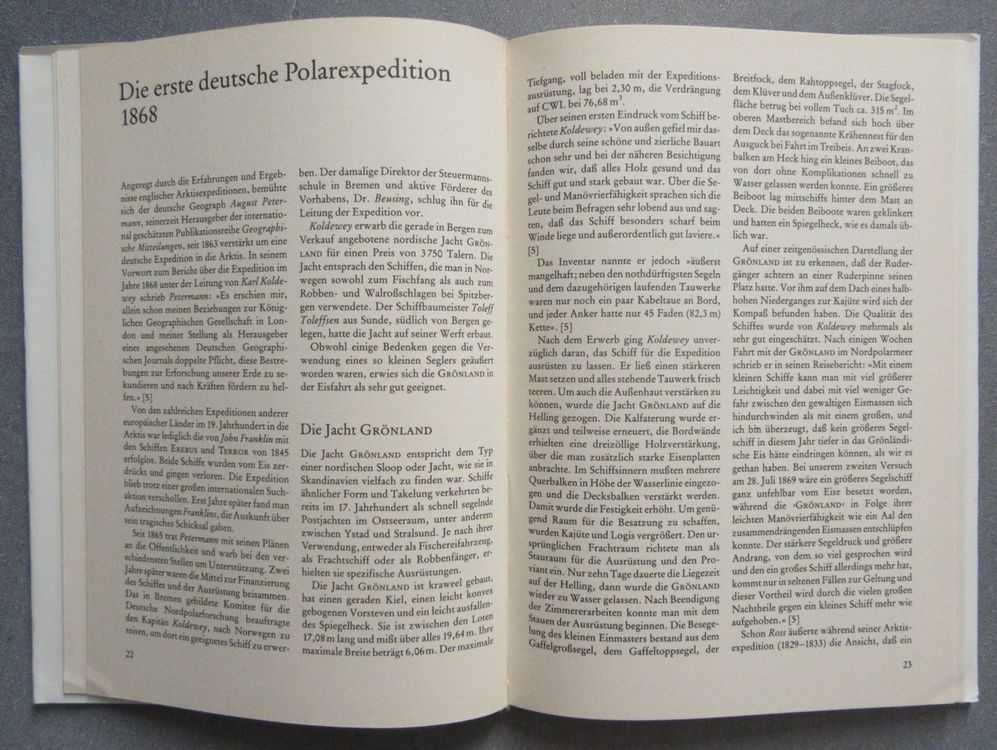 Die erste deutsche Polarexpedition
1868
Angeregt durch die Erfahrungen und Ergeb-
nisse englischer Arktisexpeditionen, bemühte
sich der deutsche Geograph August Peter-
mann, seinerzeit Herausgeber der internatio-
nal geschätzten Publikationsreihe Geographi-
sche Mitteilungen, seit 1863 verstärkt um eine
deutsche Expedition in die Arktis. In seinem
Vorwort zum Bericht über die Expedition im
Jahre 1868 unter der Leitung von Karl Kolde-
wey schrieb Petermann: »Es erschien mir,
allein schon meinen Beziehungen zur König-
lichen Geographischen Gesellschaft in Lon-
don und meiner Stellung als Herausgeber
eines angesehenen Deutschen Geographi-
schen Journals doppelte Pflicht, diese Bestre-
bungen zur Erforschung unserer Erde zu se-
kundieren und nach Kräften fördern zu hel-
fen.« [5]
Von den zahlreichen Expeditionen anderer
europäischer Länder im 19. Jahrhundert in die
Arktis war lediglich die von John Franklin mit
den Schiffen EREBUS und TERROR von 1845
erfolglos. Beide Schiffe wurden vom Eis zer-
drückt und gingen verloren. Die Expedition
blieb trotz einer großen internationalen Such-
aktion verschollen. Erst Jahre später fand man
Aufzeichnungen Franklins, die Auskunft über
sein tragisches Schicksal gaben.
Seit 1865 trat Petermann mit seinen Plänen
an die Öffentlichkeit und warb bei den ver-
schiedensten Stellen um Unterstützung. Zwei
Jahre später waren die Mittel zur Finanzierung
des Schiffes und der Ausrüstung beisammen.
Das in Bremen gebildete Komitee für die
Deutsche Nordpolarforschung beauftragte
den Kapitän Koldewey, nach Norwegen zu
reisen, um dort ein geeignetes Schiff zu erwer-
22
ben. Der damalige Direktor der Steuermanns-
schule in Bremen und aktive Förderer des
Vorhabens, Dr. Beusing, schlug ihn für die
Leitung der Expedition vor.
Koldewey erwarb die gerade in Bergen zum
Verkauf angebotene nordische Jacht GRÖN-
LAND für einen Preis von 3750 Talern. Die
Jacht entsprach den Schiffen, die man in Nor-
wegen sowohl zum Fischfang als auch zum
Robben- und Walroßschlagen bei Spitzber-
gen verwendete. Der Schiffbaumeister Toleff
Toleffsen aus Sunde, südlich von Bergen ge-
legen, hatte die Jacht auf seiner Werft erbaut.
Obwohl einige Bedenken gegen die Ver-
wendung eines so kleinen Seglers geäußert
worden waren, erwies sich die GRÖNLAND in
der Eisfahrt als sehr gut geeignet.
Die Jacht GRÖNLAND
Die Jacht GRÖNLAND entspricht dem Typ
einer nordischen Sloop oder Jacht, wie sie in
Skandinavien vielfach zu finden war. Schiffe
ähnlicher Form und Takelung verkehrten be-
reits im 17. Jahrhundert als schnell segelnde
Postjachten im Ostseeraum, unter anderem
zwischen Ystad und Stralsund. Je nach ihrer
Verwendung, entweder als Fischereifahrzeug,
als Frachtschiff oder als Robbenfänger, er-
hielten sie spezifische Ausrüstungen.
Die Jacht GRÖNLAND ist kraweel gebaut,
hat einen geraden Kiel, einen leicht konvex
gebogenen Vorsteven und ein leicht ausfallen-
des Spiegelheck. Sie ist zwischen den Loten
17,08 m lang und mißt über alles 19,64 m. Ihre
maximale Breite beträgt 6,06 m. Der maximale
Tiefgang, voll beladen mit der Expeditions-
ausrüstung, lag bei 2,30 m, die Verdrängung
auf CWL bei 76,68 m³.
Über seinen ersten Eindruck vom Schiff be-
richtete Koldewey: »Von außen gefiel mir das-
selbe durch seine schöne und zierliche Bauart
schon sehr und bei der näheren Besichtigung
fanden wir, daß alles Holz gesund und das
Schiff gut und stark gebaut war. Über die Se-
gel- und Manövrierfähigkeit sprachen sich die
Leute beim Befragen sehr lobend aus und sag-
ten, daß das Schiff besonders scharf beim
Winde liege und außerordentlich gut laviere.«
[5]
Das Inventar nannte er jedoch »äußerst
mangelhaft; neben den nothdürftigsten Segeln
und dem dazugehörigen laufenden Tauwerke
waren nur noch ein paar Kabeltaue an Bord,
und jeder Anker hatte nur 45 Faden (82,3 m)
Kette«. [5]
Nach dem Erwerb ging Koldewey unver-
züglich daran, das Schiff für die Expedition
ausrüsten zu lassen. Er ließ einen stärkeren
Mast setzen und alles stehende Tauwerk frisch
teeren. Um auch die Außenhaut verstärken zu
können, wurde die Jacht GRÖNLAND auf die
Helling gezogen. Die Kalfaterung wurde er-
gänzt und teilweise erneuert, die Bordwände
erhielten eine dreizöllige Holzverstärkung,
über die man zusätzlich starke Eisenplatten
anbrachte. Im Schiffsinnern mußten mehrere
Querbalken in Höhe der Wasserlinie eingezo-
gen und die Decksbalken verstärkt werden.
Damit wurde die Festigkeit erhöht. Um genü-
gend Raum für die Besatzung zu schaffen,
wurden Kajüte und Logis vergrößert. Den ur-
sprünglichen Frachtraum richtete man als
Stauraum für die Ausrüstung und den Pro-
viant ein. Nur zehn Tage dauerte die Liegezeit
auf der Helling, dann wurde die GRÖNLAND
wieder zu Wasser gelassen. Nach Beendigung
der Zimmererarbeiten konnte man mit dem
Stauen der Ausrüstung beginnen. Die Besege-
lung des kleinen Einmasters bestand aus dem
Gaffelgroßsegel, dem Gaffeltoppsegel, der
Breitfock, dem Rahtoppsegel, der Stagfock,
dem Klüver und dem Außenklüver. Die Segel-
fläche betrug bei vollem Tuch ca. 315 m². Im
oberen Mastbereich befand sich hoch über
dem Deck das sogenannte Krähennest für den
Ausguck bei Fahrt im Treibeis. An zwei Kran-
balken am Heck hing ein kleines Beiboot, das
von dort ohne Komplikationen schnell zu
Wasser gelassen werden konnte. Ein größeres
Beiboot lag mittschiffs hinter dem Mast an
Deck. Die beiden Beiboote waren geklinkert
und hatten ein Spiegelheck, wie es damals üb-
lich war.
Auf einer zeitgenössischen Darstellung der
GRÖNLAND ist zu erkennen, daß der Ruder-
gänger achtern an einer Ruderpinne seinen
Platz hatte. Vor ihm auf dem Dach eines halb-
hohen Niederganges zur Kajüte wird sich der
Kompaß befunden haben. Die Qualität des
Schiffes wurde von Koldewey mehrmals als
sehr gut eingeschätzt. Nach einigen Wochen
Fahrt mit der GRÖNLAND im Nordpolarmeer
schrieb er in seinen Reisebericht: »Mit einem
kleinen Schiffe kann man mit viel größerer
Leichtigkeit und dabei mit viel weniger Ge-
fahr zwischen den gewaltigen Eismassen sich
hindurchwinden als mit einem großen, und
ich bin überzeugt, daß kein größeres Segel-
schiff in diesem Jahr tiefer in das Grönländi-
sche Eis hätte eindringen können, als wir es
gethan haben. Bei unserem zweiten Versuch
am 28. Juli 1869 wäre ein größeres Segelschiff
ganz unfehlbar vom Eise besetzt worden,
während die ›GRÖNLAND‹ in Folge ihrer
leichten Manövrierfähigkeit wie ein Aal den
zusammendrängenden Eismassen entschlüpfen
konnte. Der stärkere Segeldruck und größere
Andrang, von dem so viel gesprochen wird
und den ein großes Schiff allerdings mehr hat,
kommt nur in seltenen Fällen zur Geltung und
dieser Vortheil wird durch die vielen großen
Nachtheile gegen ein kleines Schiff mehr wie
aufgehoben.« [5]
Schon Ross äußerte während seiner Arktis-
expedition (1829–1833) die Ansicht, daß ein
23